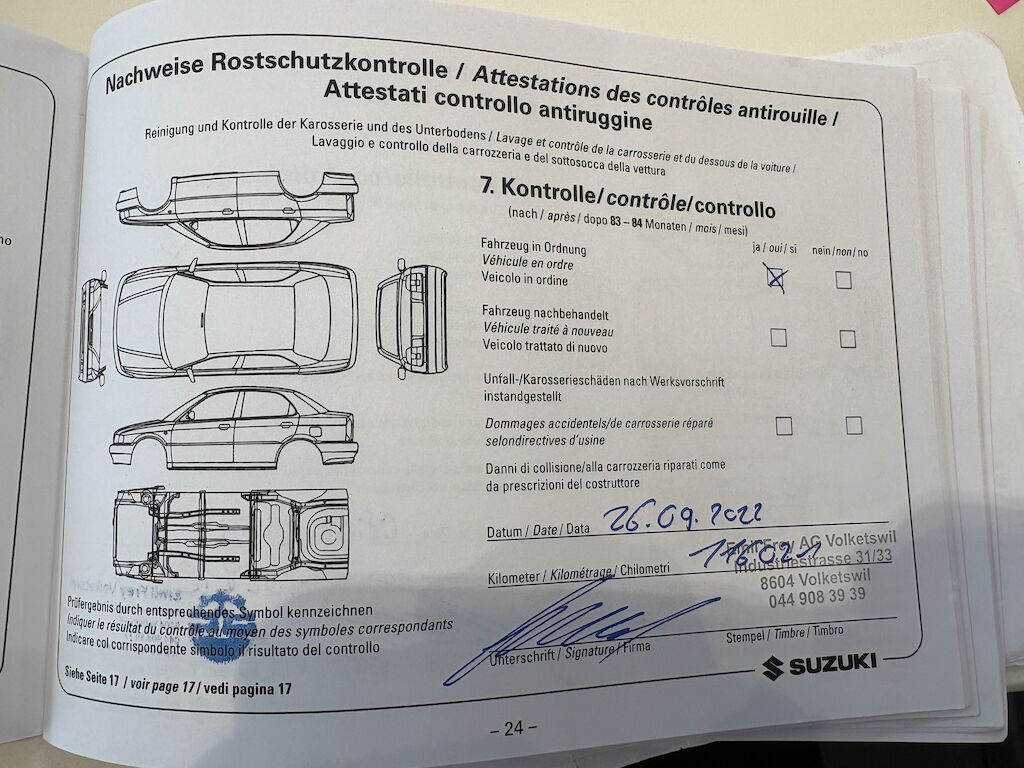 Nachweise Rostschutzkontrolle / Attestations des contrôles antirouille /
Attestati controllo antiruggine
Reinigung und Kontrolle der Karosserie und des Unterbodens / Lavage et contrôle de la carrosserie et du dessous de la voiture /
Lavaggio e controllo della carrozzeria e del sottosocca della vettura
7. Kontrolle/contrôle/controllo
(nach / après / dopo 83 – 84 Monaten / mois / mesi)
ja / oui / si nein/non/no
Fahrzeug in Ordnung
Véhicule en ordre
Veicolo in ordine
Fahrzeug nachbehandelt
Véhicule traité à nouveau
Veicolo trattato di nuovo
Unfall-/Karosserieschäden nach Werksvorschrift
instandgestellt
Dommages accidentels/de carrosserie réparé
selondirectives d'usine
Danni di collisione/alla carrozzeria riparati come
da prescrizioni del costruttore
Datum / Date / Data 26.09.2022
Kilometer / Kilométrage / Chilometri 116'021
Emil Frey AG Volketswil
Industriestrasse 31/33
8604 Volketswil
044 908 39 39
Unterschrift / Signature / Firma
Stempel / Timbre / Timbro
Prüfergebnis durch entsprechendes Symbol kennzeichnen
Indiquer le résultat du contrôle au moyen des symboles correspondants
Indicare col corrispondente simbolo il risultato del controllo
Siehe Seite 17 / voir page 17/ vedi pagina 17
SUZUKI
– 24 –